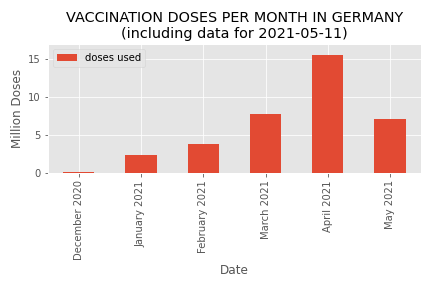 VACCINATION DOSES PER MONTH IN GERMANY
(including data for 2021-05-11)
doses used
Million Doses
15
10
5
0
December 2020
January 2021
February 2021
March 2021
April 2021
May 2021
Date